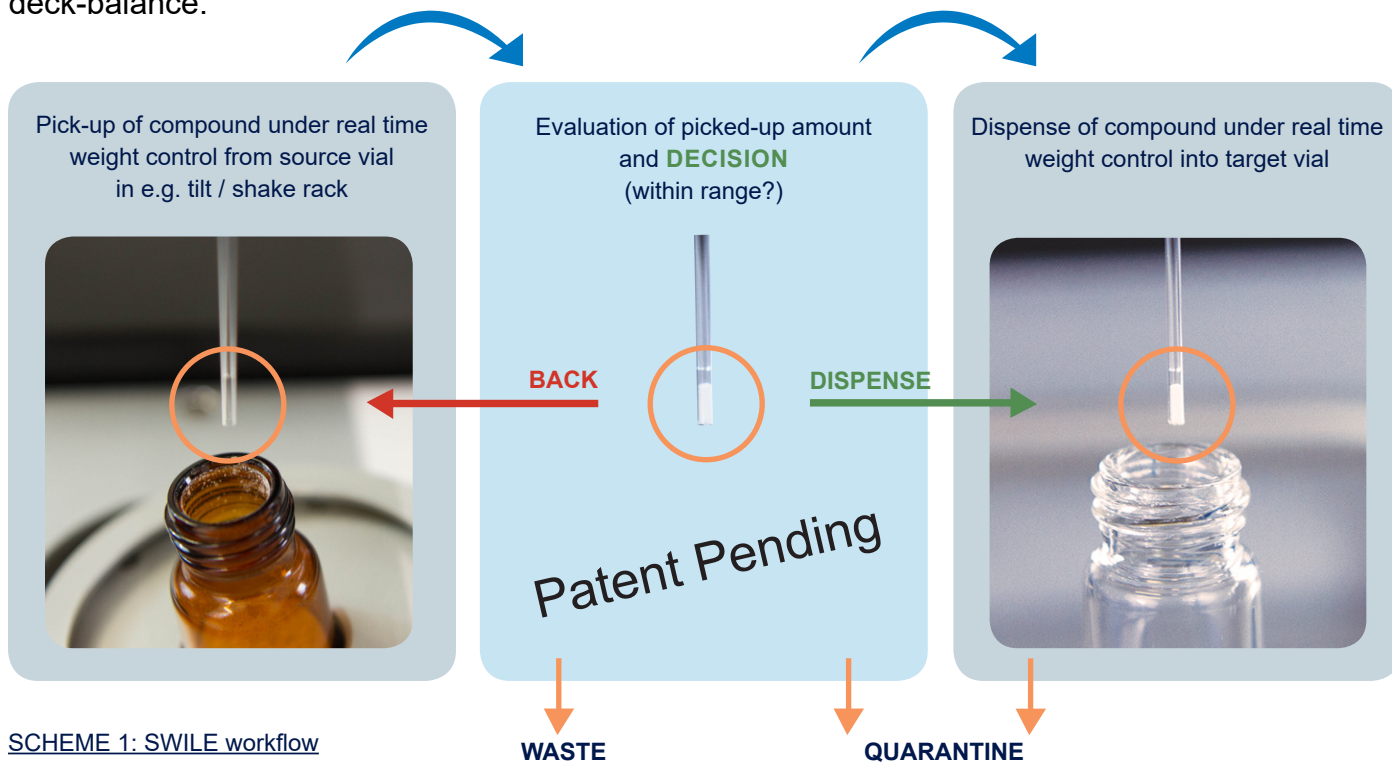 deck-balance.
Pick-up of compound under real time
weight control from source vial
in e.g. tilt / shake rack
Evaluation of picked-up amount
and DECISION
(within range?)
Dispense of compound under real time
weight control into target vial
BACK
DISPENSE
Patent Pending
SCHEME 1: SWILE workflow
WASTE
QUARANTINE